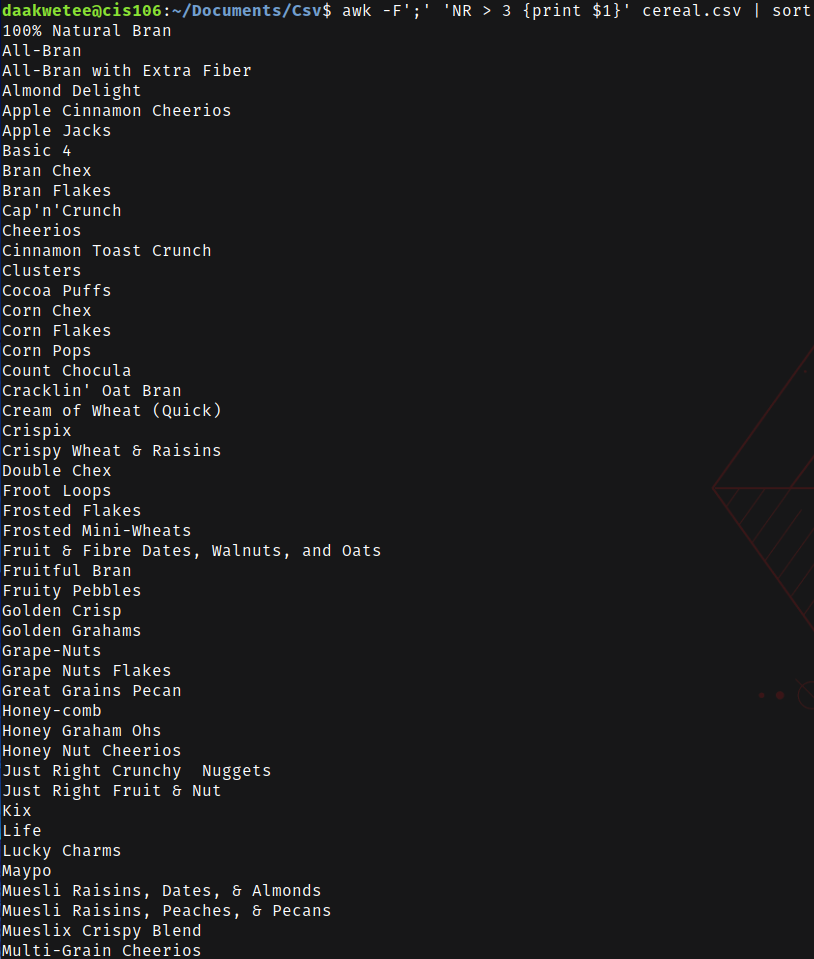 daakwetee@cis106:~/Documents/Csv$ awk -F';' 'NR > 3 {print $1}' cereal.csv | sort
100% Natural Bran
All-Bran
All-Bran with Extra Fiber
Almond Delight
Apple Cinnamon Cheerios
Apple Jacks
Basic 4
Bran Chex
Bran Flakes
Cap'n'Crunch
Cheerios
Cinnamon Toast Crunch
Clusters
Cocoa Puffs
Corn Chex
Corn Flakes
Corn Pops
Count Chocula
Cracklin' Oat Bran
Cream of Wheat (Quick)
Crispix
Crispy Wheat & Raisins
Double Chex
Froot Loops
Frosted Flakes
Frosted Mini-Wheats
Fruit & Fibre Dates, Walnuts, and Oats
Fruitful Bran
Fruity Pebbles
Golden Crisp
Golden Grahams
Grape-Nuts
Grape Nuts Flakes
Great Grains Pecan
Honey-comb
Honey Graham Ohs
Honey Nut Cheerios
Just Right Crunchy  Nuggets
Just Right Fruit & Nut
Kix
Life
Lucky Charms
Maypo
Muesli Raisins, Dates, & Almonds
Muesli Raisins, Peaches, & Pecans
Mueslix Crispy Blend
Multi-Grain Cheerios